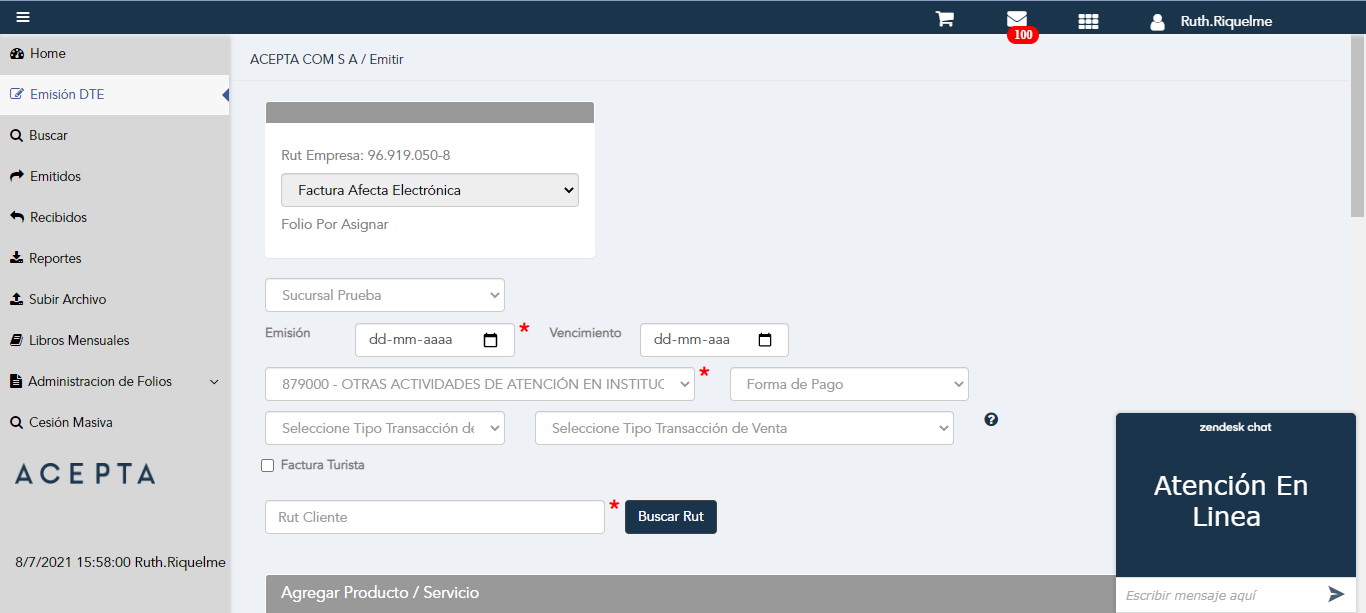 Ruth.Riquelme
100
Home
Emisión DTE
Buscar
Emitidos
Recibidos
Reportes
Subir Archivo
Libros Mensuales
Administracion de Folios
Cesión Masiva
ACEPTA
8/7/2021 15:58:00 Ruth.Riquelme
ACEPTA COM S A / Emitir
Rut Empresa: 96.919.050-8
Factura Afecta Electrónica
Folio Por Asignar
Sucursal Prueba
Emisión dd-mm-aaaa * Vencimiento dd-mm-aaa
879000 - OTRAS ACTIVIDADES DE ATENCIÓN EN INSTITUC * Forma de Pago
Seleccione Tipo Transacción de Seleccione Tipo Transacción de Venta ?
Factura Turista
Rut Cliente * Buscar Rut
Agregar Producto / Servicio
zendesk chat
Atención En
Linea
Escribir mensaje aquí